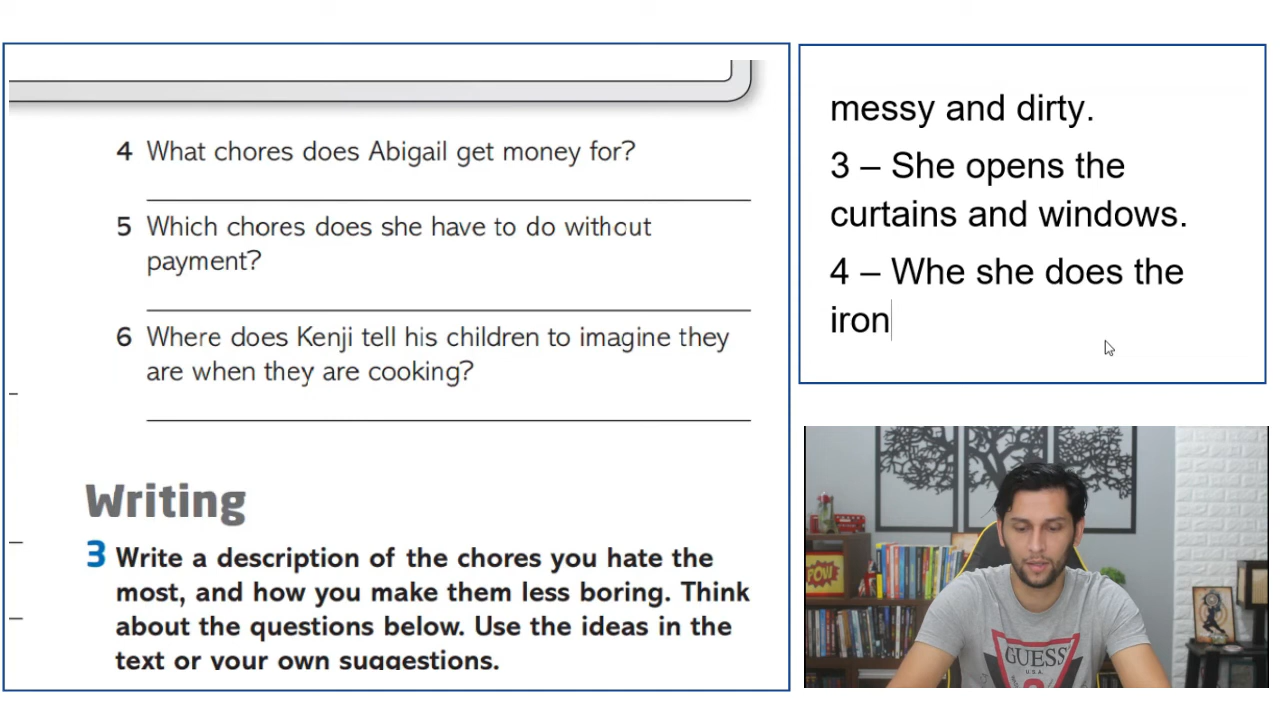 4 What chores does Abigail get money for?
5 Which chores does she have to do without
payment?
6 Where does Kenji tell his children to imagine they
are when they are cooking?
Writing
3 Write a description of the chores you hate the
most, and how you make them less boring. Think
about the questions below. Use the ideas in the
text or your own suggestions.
messy and dirty.
3 – She opens the
curtains and windows.
4 – Whe she does the
iron
POW
GUESS
U.S.A.